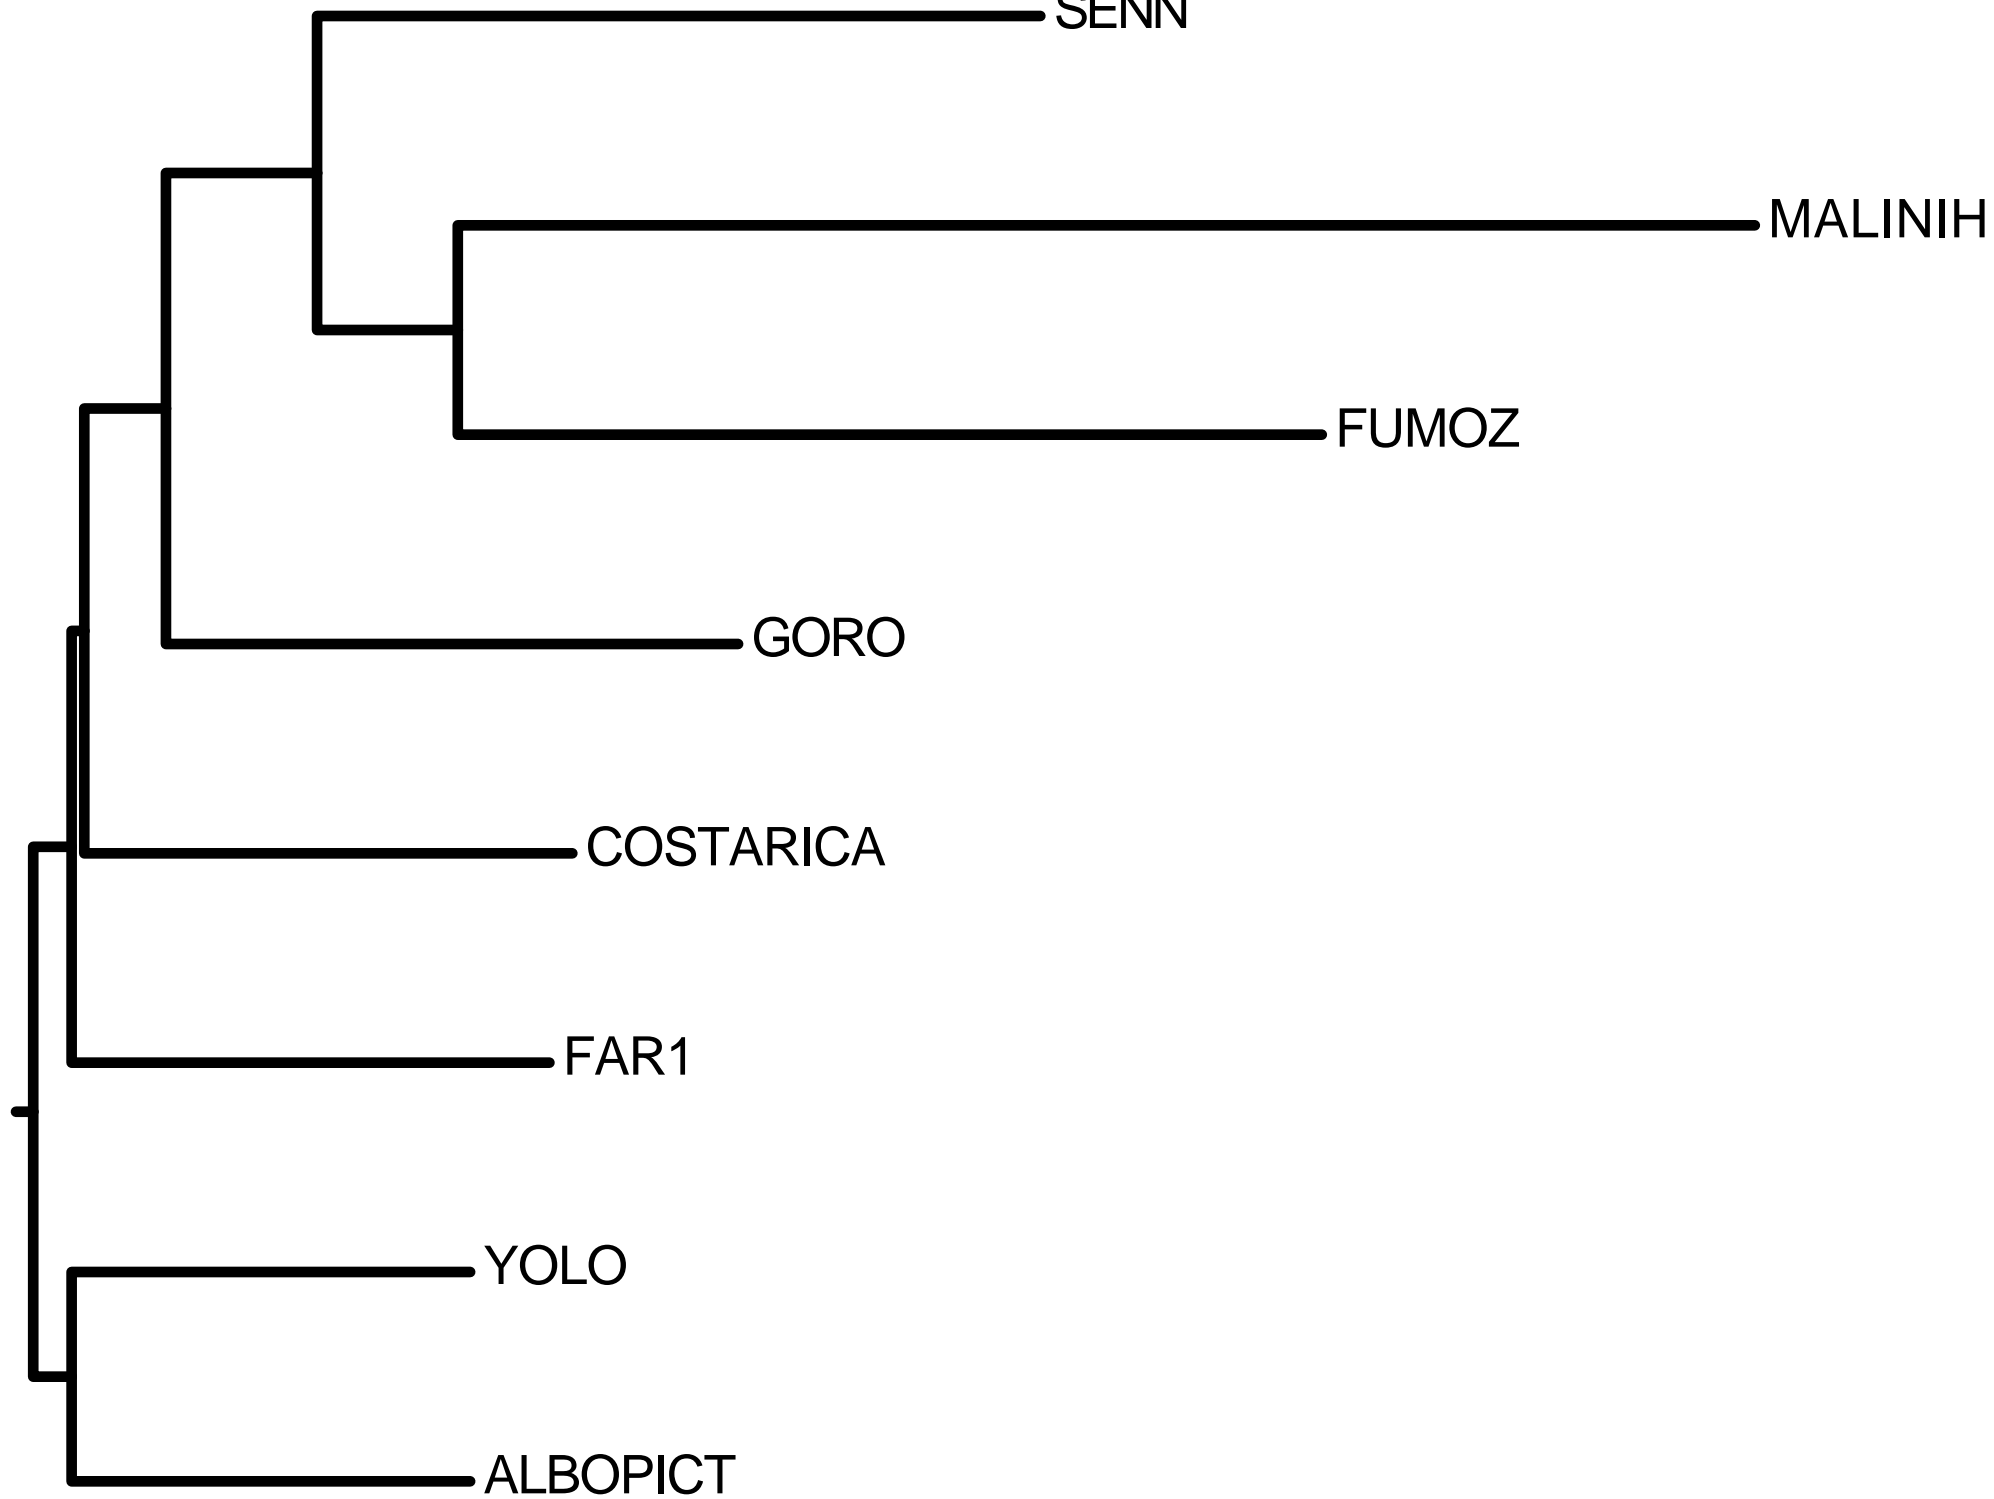 SENN
MALINIH
FUMOZ
GORO
COSTARICA
FAR1
YOLO
ALBOPICT